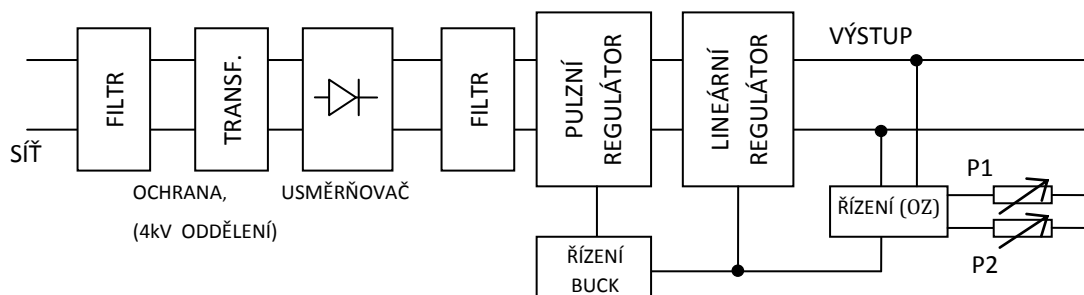 SÍŤ
FILTR
TRANSF.
OCHRANA,
(4kV ODDĚLENÍ)
USMĚRŇOVAČ
FILTR
PULZNÍ
REGULÁTOR
LINEÁRNÍ
REGULÁTOR
VÝSTUP
ŘÍZENÍ (OZ)
P1
P2
ŘÍZENÍ
BUCK